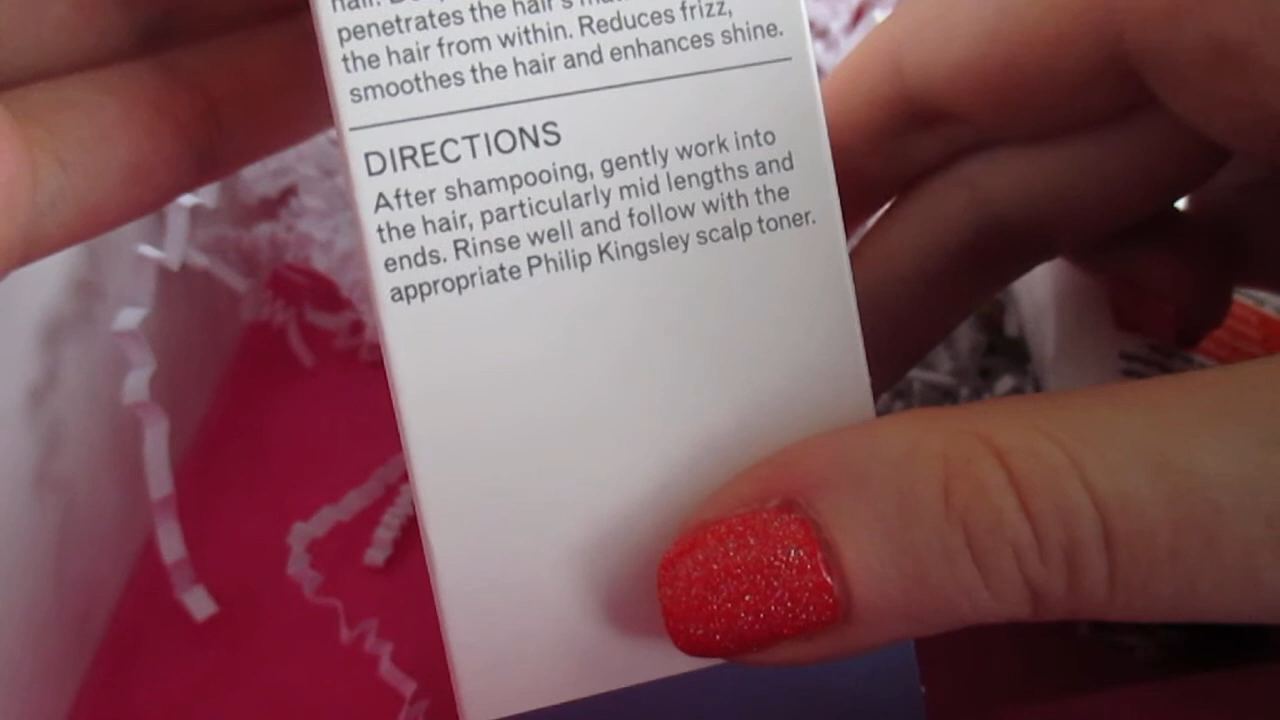 hair.
penetrates the hair's
the hair from within. Reduces frizz,
smoothes the hair and enhances shine.
DIRECTIONS
After shampooing, gently work into
the hair, particularly mid lengths and
ends. Rinse well and follow with the
appropriate Philip Kingsley scalp toner.